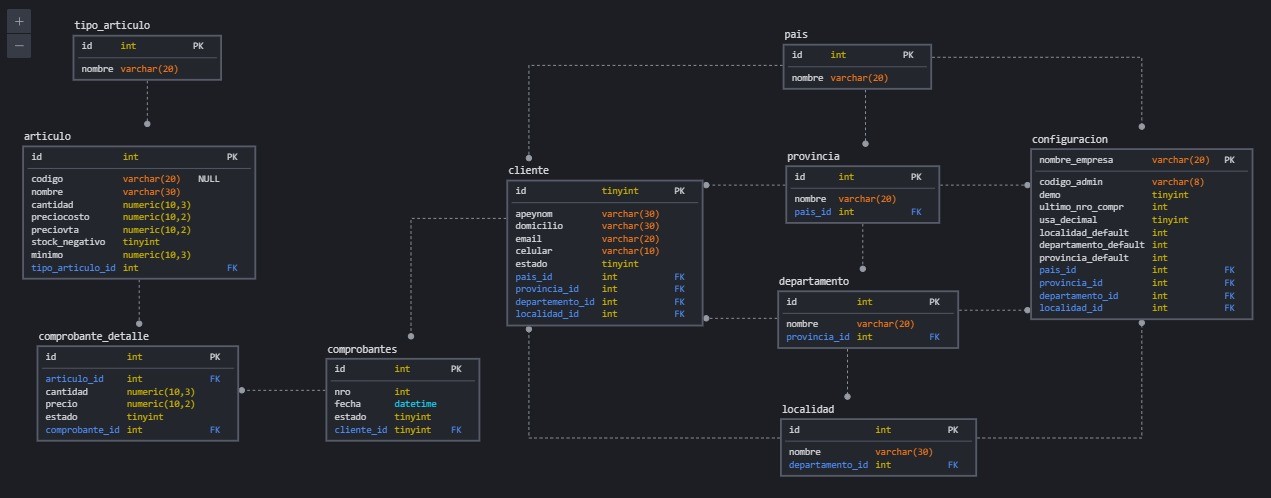 +
−
tipo_articulo
id int PK
nombre varchar(20)
articulo
id int PK
codigo varchar(20) NULL
nombre varchar(30)
cantidad numeric(10,3)
preciocosto numeric(10,2)
preciovta numeric(10,2)
stock_negativo tinyint
minimo numeric(10,3)
tipo_articulo_id int FK
comprobante_detalle
id int PK
articulo_id int FK
cantidad numeric(10,3)
precio numeric(10,2)
estado tinyint
comprobante_id int FK
comprobantes
id int PK
nro int
fecha datetime
estado tinyint
cliente_id tinyint FK
cliente
id tinyint PK
apeynom varchar(30)
domicilio varchar(30)
email varchar(20)
celular varchar(10)
estado tinyint
pais_id int FK
provincia_id int FK
departemento_id int FK
localidad_id int FK
pais
id int PK
nombre varchar(20)
provincia
id int PK
nombre varchar(20)
pais_id int FK
departamento
id int PK
nombre varchar(20)
provincia_id int FK
localidad
id int PK
nombre varchar(30)
departamento_id int FK
configuracion
nombre_empresa varchar(20) PK
codigo_admin varchar(8)
demo tinyint
ultimo_nro_compr int
usa_decimal tinyint
localidad_default int
departamento_default int
provincia_default int
pais_id int FK
provincia_id int FK
departamento_id int FK
localidad_id int FK